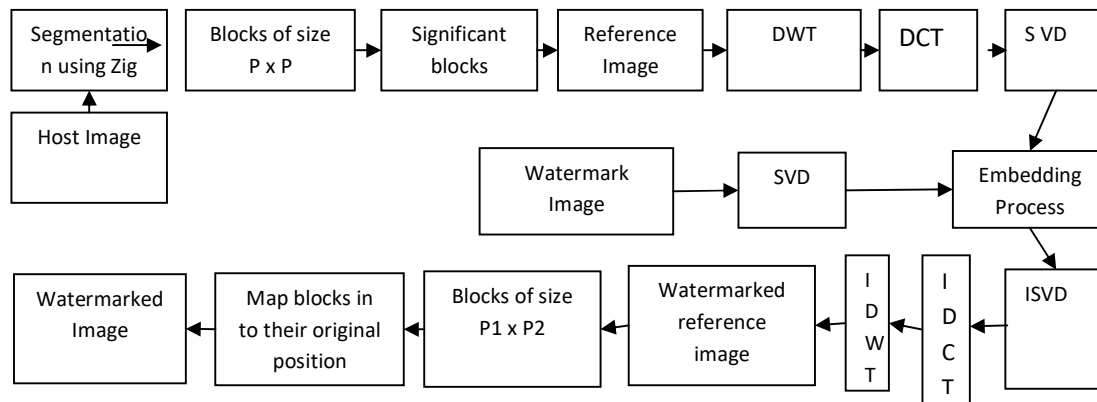 Segmentatio
n using Zig
Blocks of size
P x P
Significant
blocks
Reference
Image
DWT
DCT
S VD
Host Image
Watermark
Image
SVD
Embedding
Process
Watermarked
Image
Map blocks in
to their original
position
Blocks of size
P1 x P2
Watermarked
reference
image
I
D
W
T
I
D
C
T
ISVD